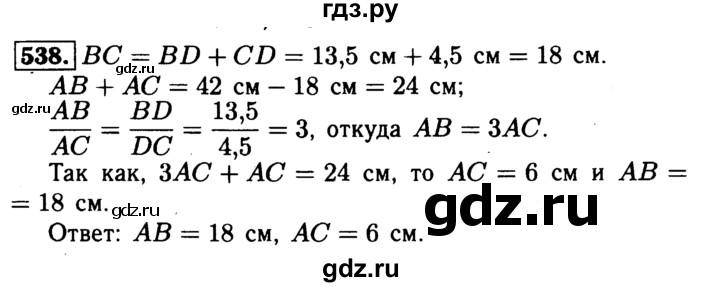 гдз.ру
538. BC = BD + CD = 13,5 см + 4,5 см = 18 см.
gdz.ru
AB + AC = 42 см − 18 см = 24 см;
gdz.ru
AB/AC = BD/DC = 13,5/4,5 = 3, откуда AB = 3AC.
gdz.ru
Так как, 3AC + AC = 24 см, то AC = 6 см и AB =
= 18 см.
gdz.ru
gdz.ru
Ответ: AB = 18 см, AC = 6 см.
gdz.ru